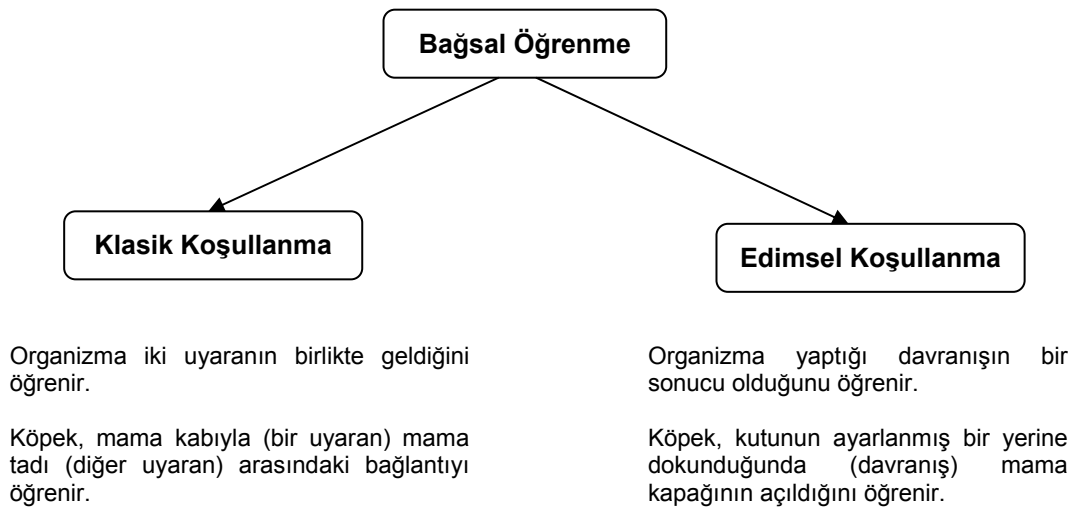 Bağsal Öğrenme
Klasik Koşullanma
Edimsel Koşullanma
Organizma iki uyaranın birlikte geldiğini
öğrenir.
Köpek, mama kabıyla (bir uyaran) mama
tadı (diğer uyaran) arasındaki bağlantıyı
öğrenir.
Organizma yaptığı davranışın bir
sonucu olduğunu öğrenir.
Köpek, kutunun ayarlanmış bir yerine
dokunduğunda (davranış) mama
kapağının açıldığını öğrenir.